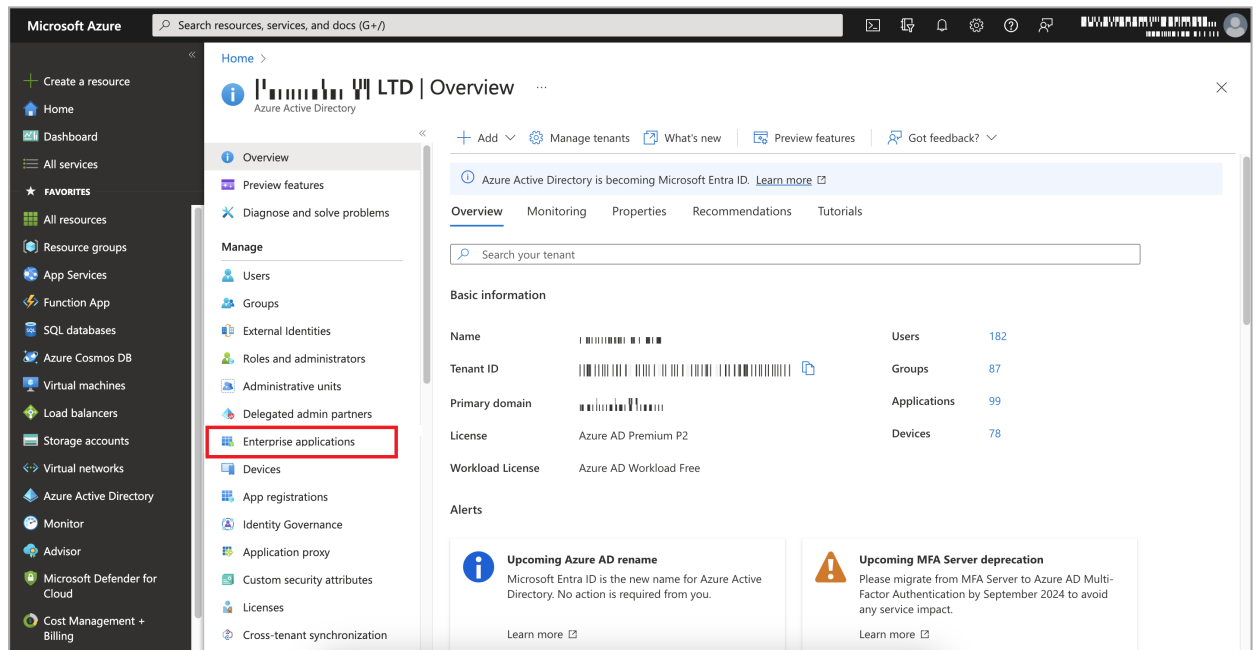 Microsoft Azure
Search resources, services, and docs (G+/)
Create a resource
Home
Dashboard
All services
FAVORITES
All resources
Resource groups
App Services
Function App
SQL databases
Azure Cosmos DB
Virtual machines
Load balancers
Storage accounts
Virtual networks
Azure Active Directory
Monitor
Advisor
Microsoft Defender for
Cloud
Cost Management +
Billing
Home >
LTD | Overview ...
Azure Active Directory
Overview
Preview features
Diagnose and solve problems
Manage
Users
Groups
External Identities
Roles and administrators
Administrative units
Delegated admin partners
Enterprise applications
Devices
App registrations
Identity Governance
Application proxy
Custom security attributes
Licenses
Cross-tenant synchronization
Add Manage tenants What's new Preview features Got feedback?
Azure Active Directory is becoming Microsoft Entra ID. Learn more
Overview Monitoring Properties Recommendations Tutorials
Search your tenant
Basic information
Name
Tenant ID
Primary domain
License Azure AD Premium P2
Workload License Azure AD Workload Free
Users 182
Groups 87
Applications 99
Devices 78
Alerts
Upcoming Azure AD rename
Microsoft Entra ID is the new name for Azure Active
Directory. No action is required from you.
Learn more
Upcoming MFA Server deprecation
Please migrate from MFA Server to Azure AD Multi-
Factor Authentication by September 2024 to avoid
any service impact.
Learn more